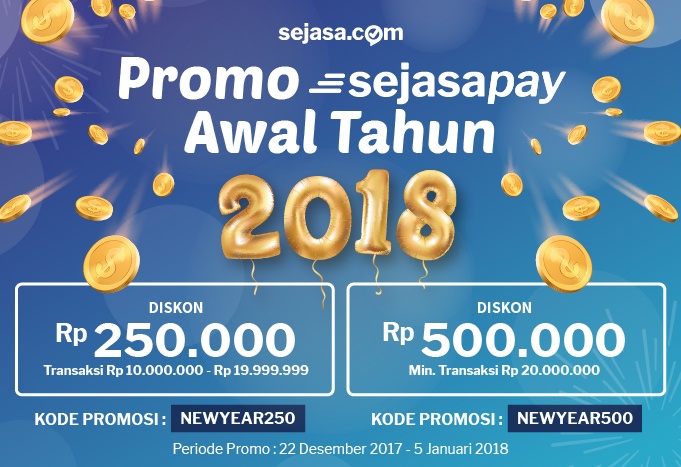 sejasa.com
Promo sejasapay
Awal Tahun
2018
DISKON
Rp 250.000
Transaksi Rp 10.000.000 - Rp 19.999.999
KODE PROMOSI : NEWYEAR250
DISKON
Rp 500.000
Min. Transaksi Rp 20.000.000
KODE PROMOSI : NEWYEAR500
Periode Promo : 22 Desember 2017 - 5 Januari 2018